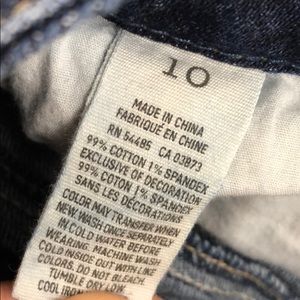 10
MADE IN CHINA
FABRIQUÉ EN CHINE
RN 54485 CA 03873
99% COTTON 1% SPANDEX
EXCLUSIVE OF DECORATION
99% COTON 1% SPANDEX
SANS LES DÉCORATIONS
COLOR MAY TRANSFER WHEN
NEW. WASH ONCE SEPARATELY
IN COLD WATER BEFORE
WEARING. MACHINE WASH
COLD INSIDE OUT WITH LIKE
COLORS. DO NOT BLEACH.
TUMBLE DRY LOW.
COOL IRON